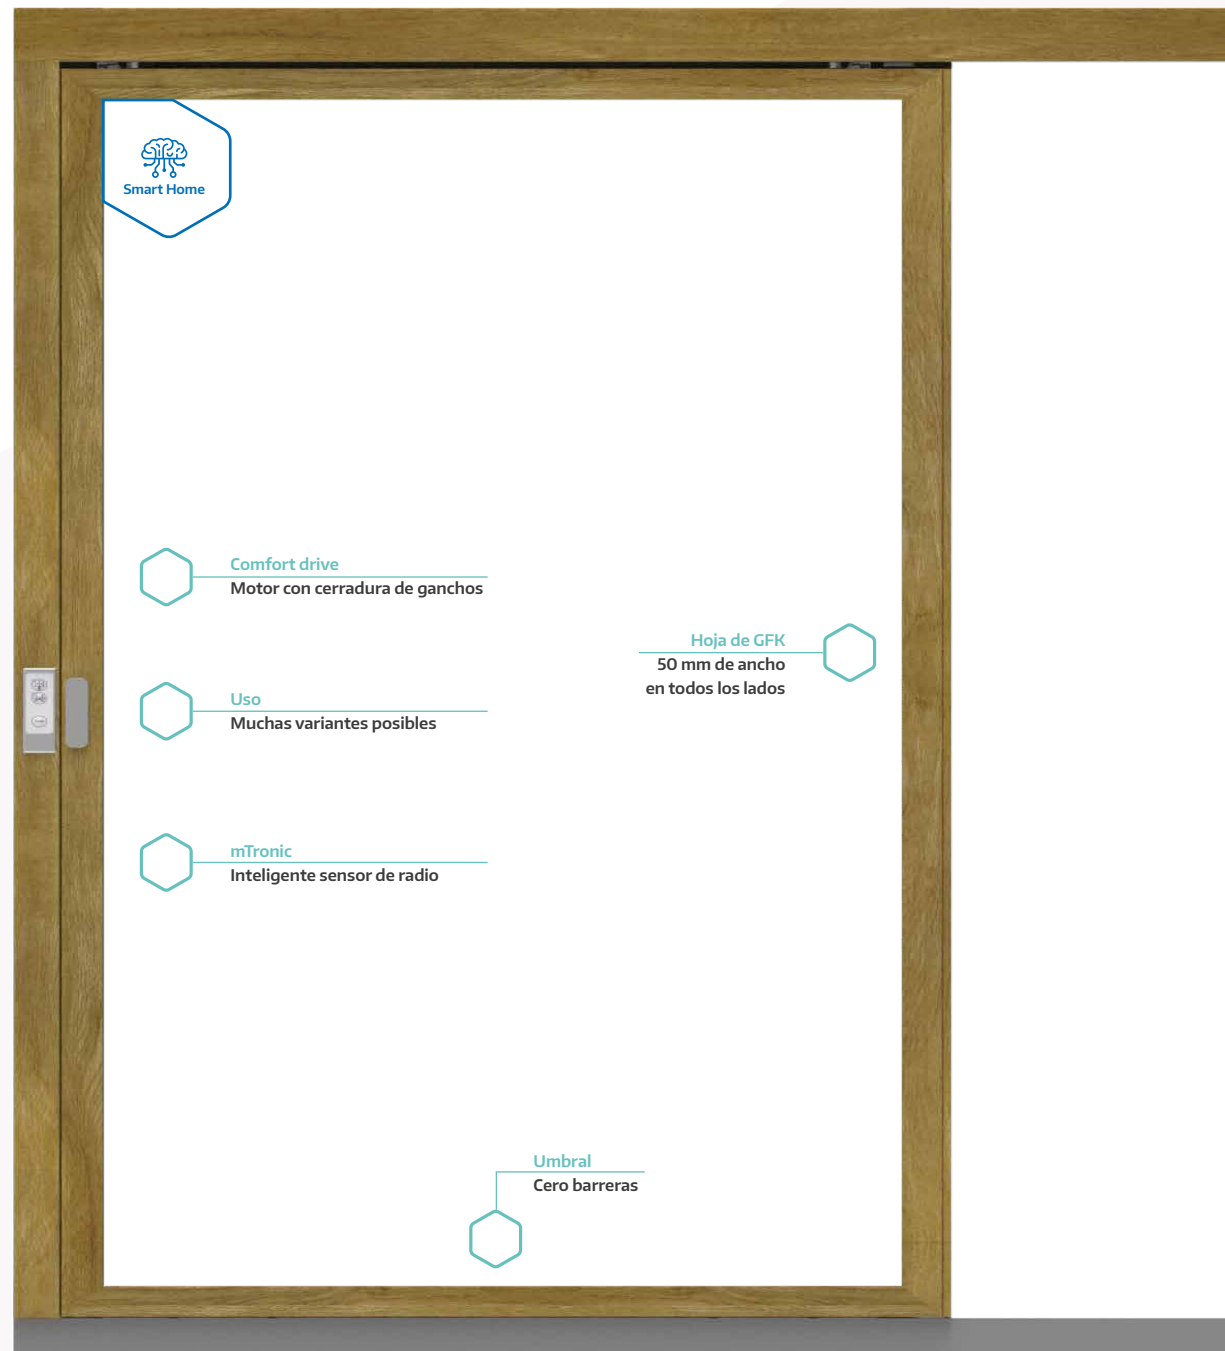 Smart Home
Comfort drive
Motor con cerradura de ganchos
Hoja de GFK
50 mm de ancho
en todos los lados
Uso
Muchas variantes posibles
mTronic
Inteligente sensor de radio
Umbral
Cero barreras